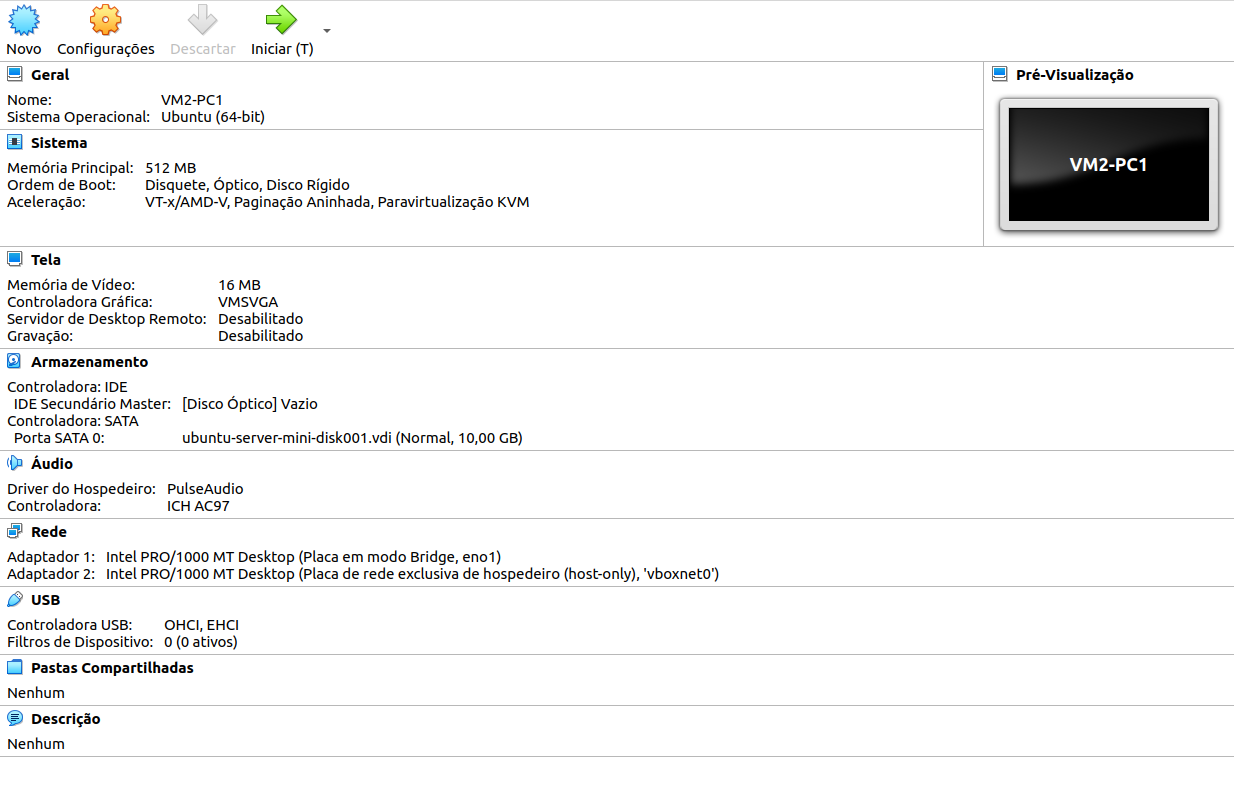 Novo Configurações Descartar Iniciar (T)
Geral
Nome: VM2-PC1
Sistema Operacional: Ubuntu (64-bit)
Pré-Visualização
VM2-PC1
Sistema
Memória Principal: 512 MB
Ordem de Boot: Disquete, Óptico, Disco Rígido
Aceleração: VT-x/AMD-V, Paginação Aninhada, Paravirtualização KVM
Tela
Memória de Vídeo: 16 MB
Controladora Gráfica: VMSVGA
Servidor de Desktop Remoto: Desabilitado
Gravação: Desabilitado
Armazenamento
Controladora: IDE
IDE Secundário Master: [Disco Óptico] Vazio
Controladora: SATA
Porta SATA 0: ubuntu-server-mini-disk001.vdi (Normal, 10,00 GB)
Áudio
Driver do Hospedeiro: PulseAudio
Controladora: ICH AC97
Rede
Adaptador 1: Intel PRO/1000 MT Desktop (Placa em modo Bridge, eno1)
Adaptador 2: Intel PRO/1000 MT Desktop (Placa de rede exclusiva de hospedeiro (host-only), 'vboxnet0')
USB
Controladora USB: OHCI, EHCI
Filtros de Dispositivo: 0 (0 ativos)
Pastas Compartilhadas
Nenhum
Descrição
Nenhum